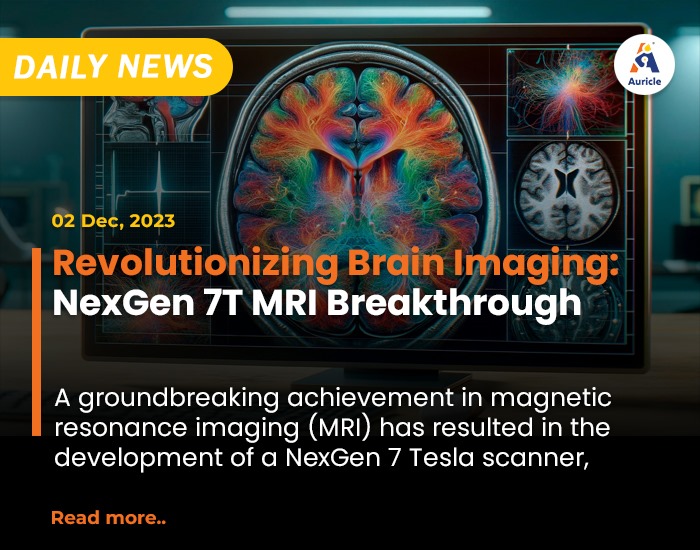 DAILY NEWS
Auricle
02 Dec, 2023
Revolutionizing Brain Imaging:
NexGen 7T MRI Breakthrough
A groundbreaking achievement in magnetic
resonance imaging (MRI) has resulted in the
development of a NexGen 7 Tesla scanner,
Read more..